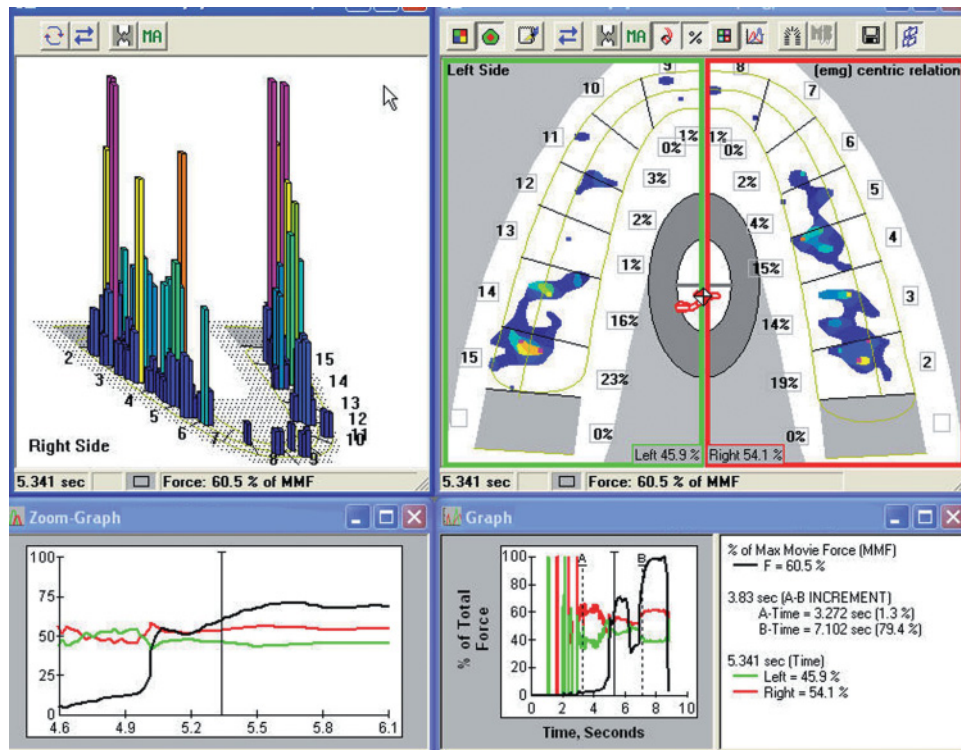 MA
Right Side
2
3
4
5
6
7
8
9
10
11
12
13
14
15
5.341 sec
Force: 60.5 % of MMF
MA
%
Left Side
(emg) centric relation
9
8
10
7
11
6
12
5
13
4
14
3
15
2
1%
1%
0%
0%
3%
2%
2%
4%
1%
15%
16%
14%
23%
19%
0%
0%
Left 45.9 %
Right 54.1 %
5.341 sec
Force: 60.5 % of MMF
Zoom-Graph
100
75
50
25
0
4.6
4.9
5.2
5.5
5.8
6.1
Graph
% of Total
Force
100
80
60
40
20
0
A
B
0
2
4
6
8
10
Time, Seconds
% of Max Movie Force (MMF)
F = 60.5 %
3.83 sec (A-B INCREMENT)
A-Time = 3.272 sec (1.3 %)
B-Time = 7.102 sec (79.4 %)
5.341 sec (Time)
Left = 45.9 %
Right = 54.1 %